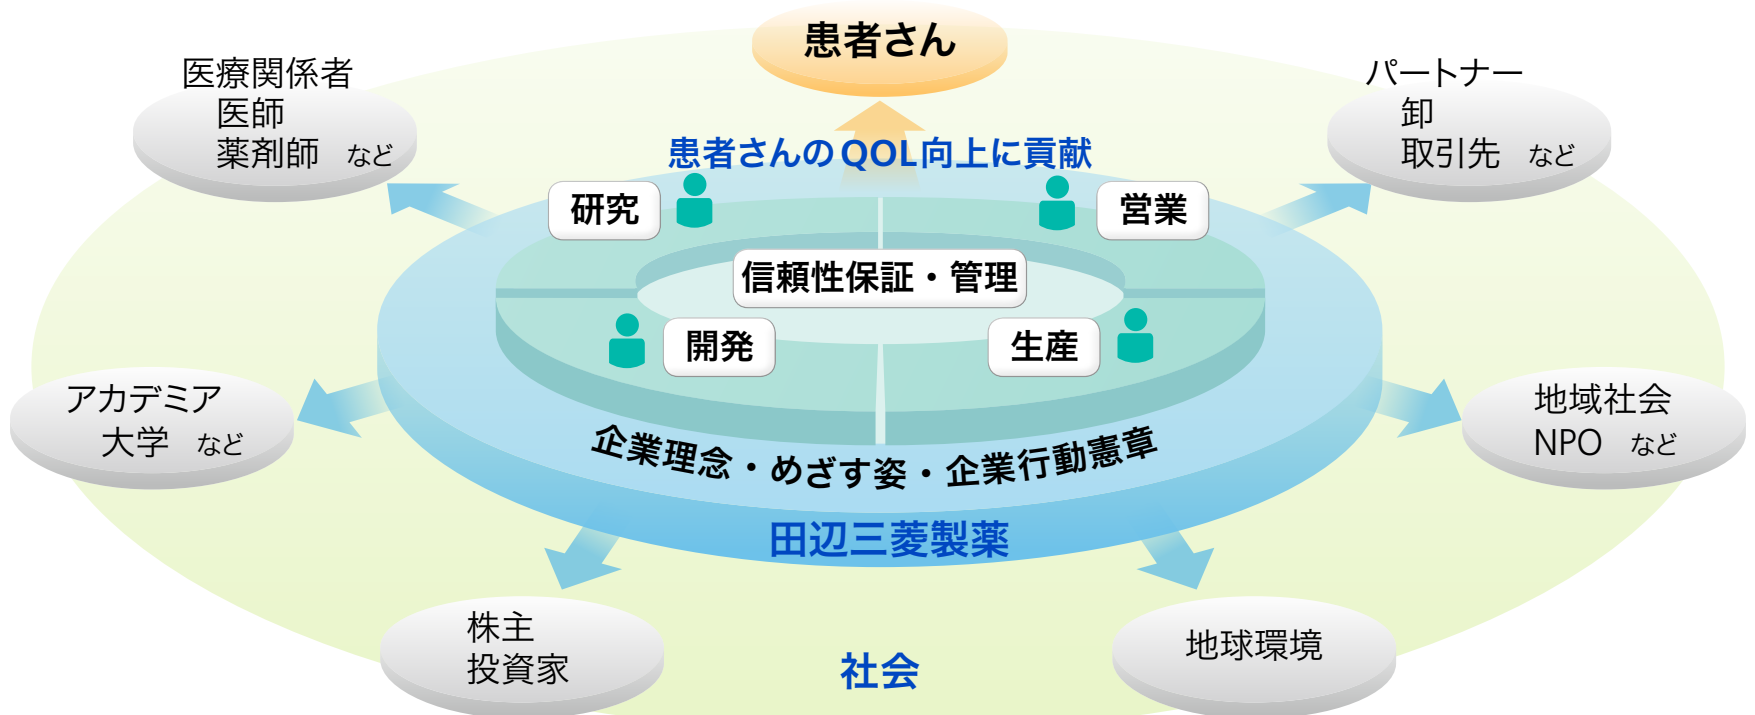 患者さん
医療関係者
医師
薬剤師 など
パートナー
卸
取引先 など
患者さんのQOL向上に貢献
研究
営業
信頼性保証・管理
開発
生産
アカデミア
大学 など
地域社会
NPO など
企業理念・めざす姿・企業行動憲章
田辺三菱製薬
株主
投資家
地球環境
社会